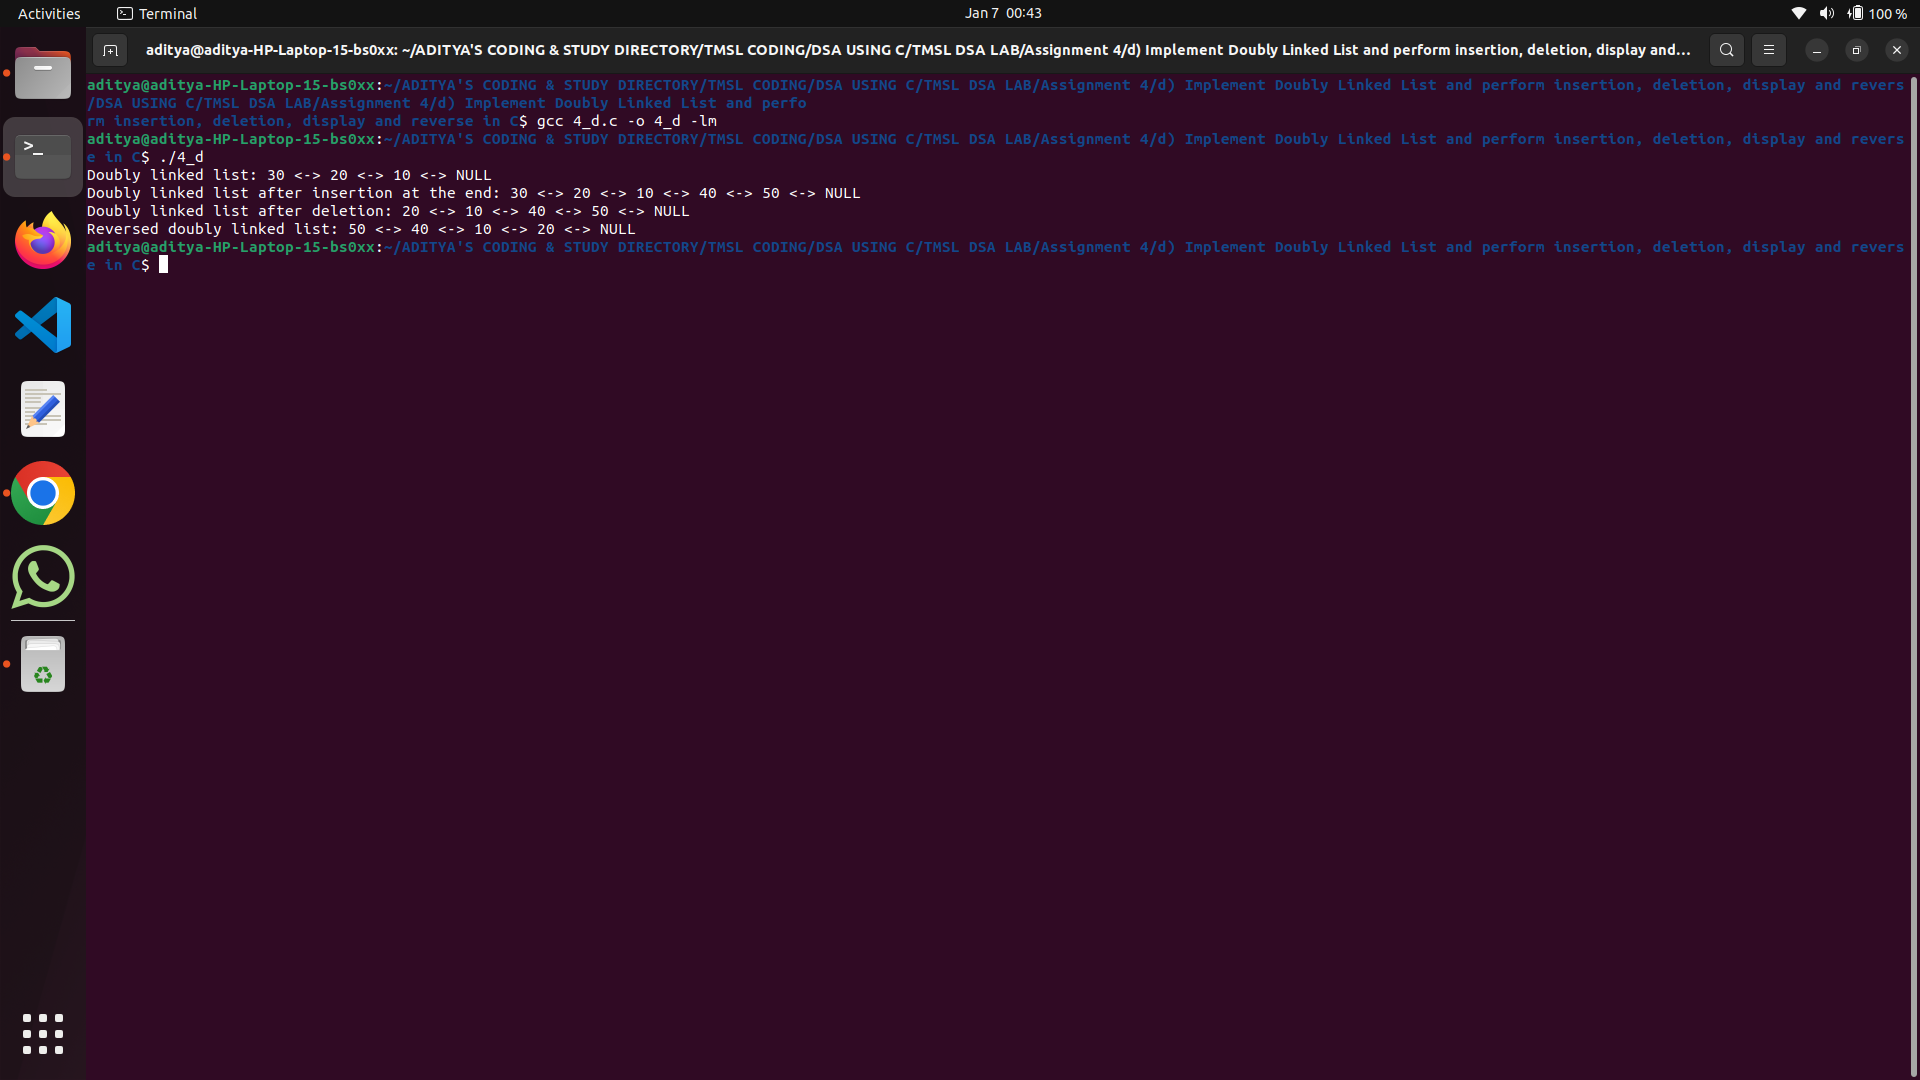 Activities
Terminal
Jan 7 00:43
100 %
aditya@aditya-HP-Laptop-15-bs0xx: ~/ADITYA'S CODING & STUDY DIRECTORY/TMSL CODING/DSA USING C/TMSL DSA LAB/Assignment 4/d) Implement Doubly Linked List and perform insertion, deletion, display and...
aditya@aditya-HP-Laptop-15-bs0xx:~/ADITYA'S CODING & STUDY DIRECTORY/TMSL CODING/DSA USING C/TMSL DSA LAB/Assignment 4/d) Implement Doubly Linked List and perform insertion, deletion, display and revers
/DSA USING C/TMSL DSA LAB/Assignment 4/d) Implement Doubly Linked List and perfo
rm insertion, deletion, display and reverse in C$ gcc 4_d.c -o 4_d -lm
aditya@aditya-HP-Laptop-15-bs0xx:~/ADITYA'S CODING & STUDY DIRECTORY/TMSL CODING/DSA USING C/TMSL DSA LAB/Assignment 4/d) Implement Doubly Linked List and perform insertion, deletion, display and revers
e in C$ ./4_d
Doubly linked list: 30 <-> 20 <-> 10 <-> NULL
Doubly linked list after insertion at the end: 30 <-> 20 <-> 10 <-> 40 <-> 50 <-> NULL
Doubly linked list after deletion: 20 <-> 10 <-> 40 <-> 50 <-> NULL
Reversed doubly linked list: 50 <-> 40 <-> 10 <-> 20 <-> NULL
aditya@aditya-HP-Laptop-15-bs0xx:~/ADITYA'S CODING & STUDY DIRECTORY/TMSL CODING/DSA USING C/TMSL DSA LAB/Assignment 4/d) Implement Doubly Linked List and perform insertion, deletion, display and revers
e in C$